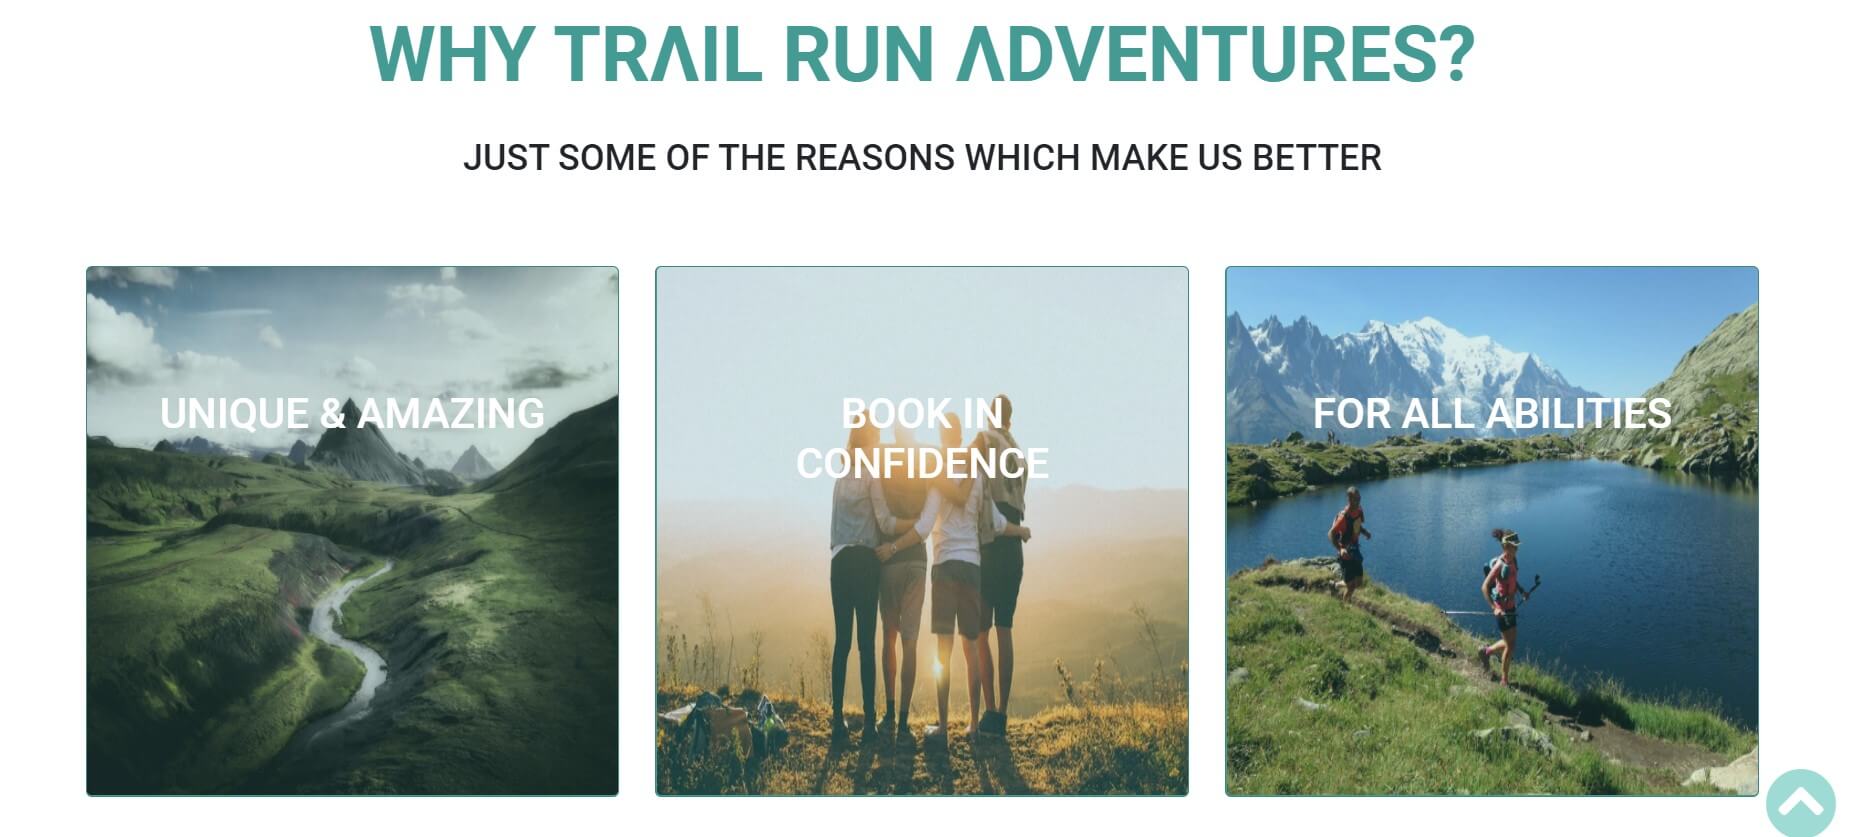 WHY TRΛIL RUN ΛDVENTURES?
JUST SOME OF THE REASONS WHICH MAKE US BETTER
UNIQUE & AMAZING
BOOK IN
CONFIDENCE
FOR ALL ABILITIES